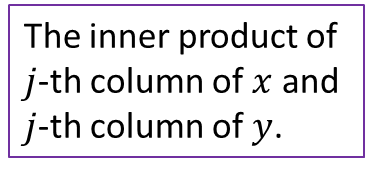 The inner product of
j-th column of x and
j-th column of y.